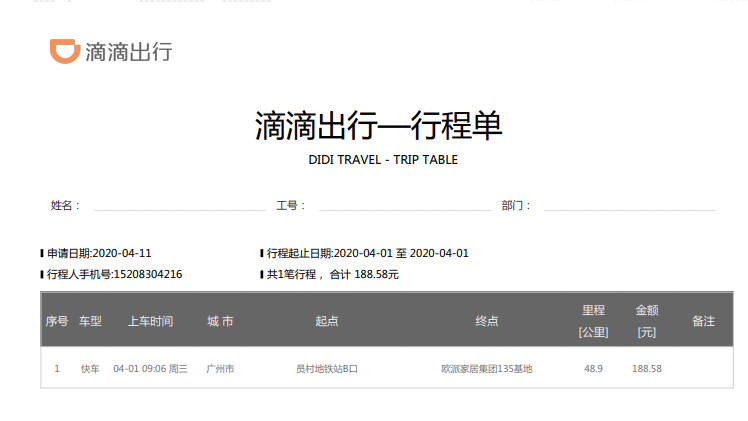 滴滴出行
滴滴出行—行程单
DIDI TRAVEL - TRIP TABLE
姓名： 工号： 部门：
申请日期:2020-04-11 行程起止日期:2020-04-01 至 2020-04-01
行程人手机号:15208304216 共1笔行程，合计 188.58元
序号 车型 上车时间 城 市 起点 终点 里程 [公里] 金额 [元] 备注
1 快车 04-01 09:06 周三 广州市 员村地铁站B口 欧派家居集团135基地 48.9 188.58